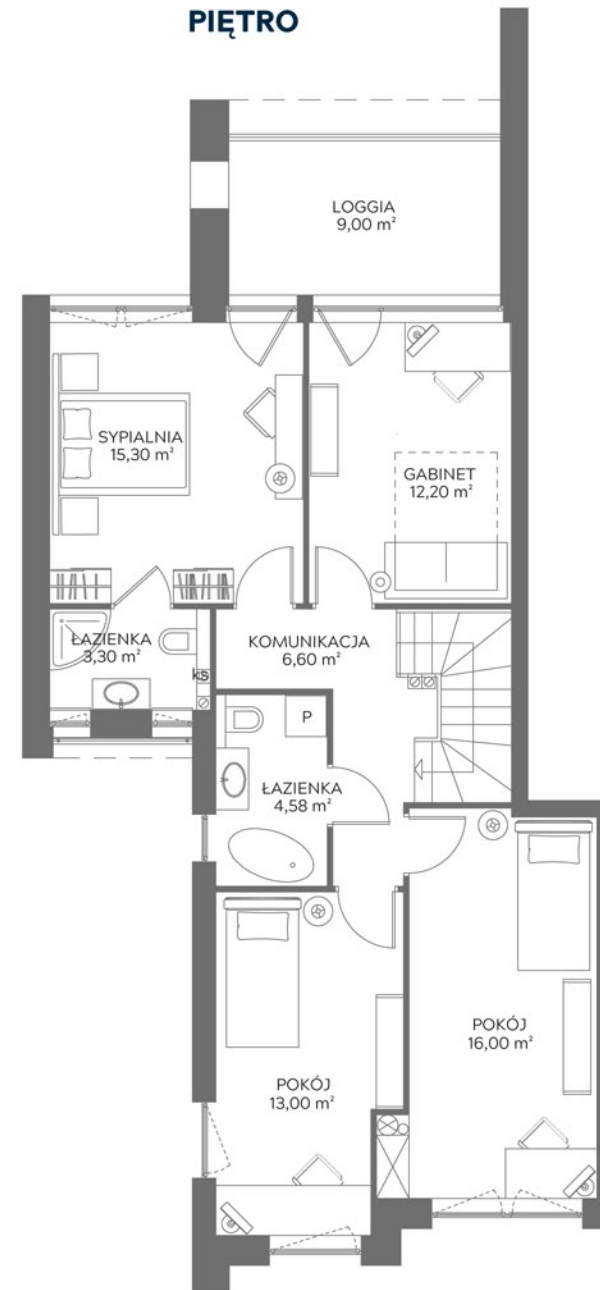 PIĘTRO
LOGGIA
9,00 m²
SYPIALNIA
15,30 m²
GABINET
12,20 m²
ŁAZIENKA
3,30 m²
ks
KOMUNIKACJA
6,60 m²
P
ŁAZIENKA
4,58 m²
POKÓJ
16,00 m²
POKÓJ
13,00 m²